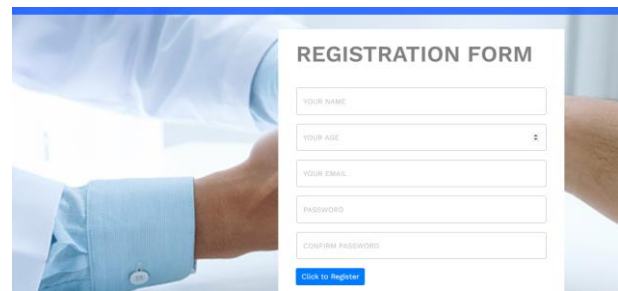 REGISTRATION FORM
YOUR NAME
YOUR AGE
YOUR EMAIL
PASSWORD
CONFIRM PASSWORD
Click to Register